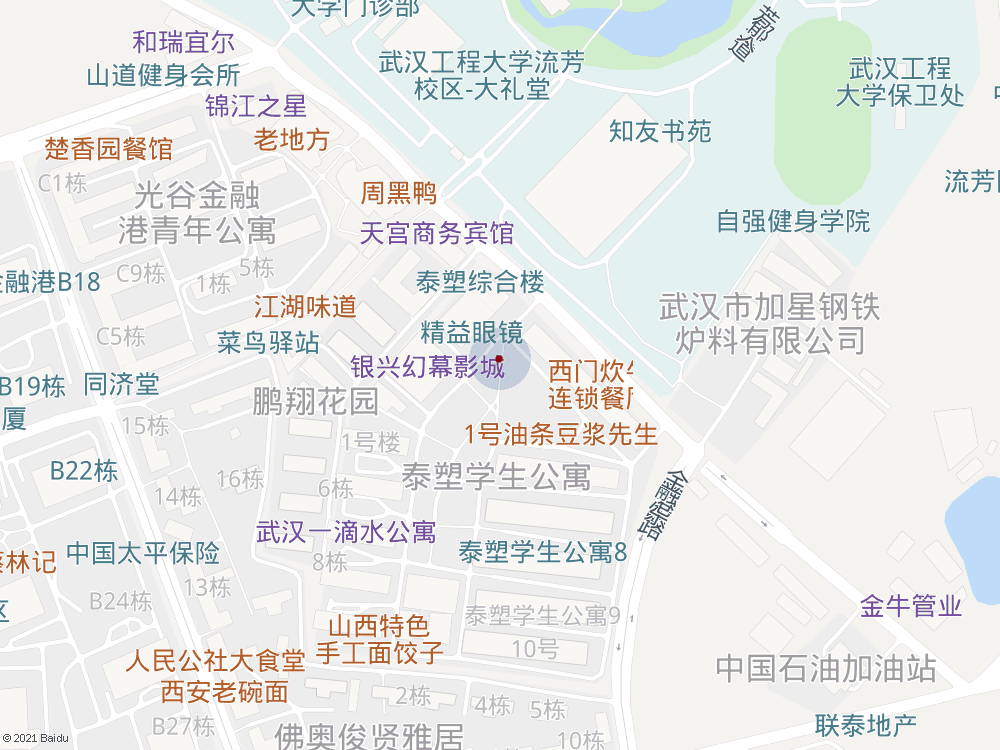 大学门诊部
和瑞宜尔
山道健身会所
武汉工程大学流芳
校区-大礼堂
武汉工程
大学保卫处
锦江之星
老地方
知友书苑
楚香园餐馆
C1栋
光谷金融
港青年公寓
周黑鸭
流芳
天宫商务宾馆
自强健身学院
5栋
C9栋
1栋
融港B18
泰塑综合楼
江湖味道
武汉市加星钢铁
炉料有限公司
C5栋
菜鸟驿站
精益眼镜
银兴幻幕影城
西门炊
连锁餐
B19栋
同济堂
厦
鹏翔花园
15栋
1号楼
1号油条豆浆先生
B22栋
16栋
泰塑学生公寓
14栋
6栋
金融港路
武汉一滴水公寓
中国太平保险
8栋
泰塑学生公寓8
林记
13栋
B24栋
区
泰塑学生公寓9
金牛管业
山西特色
手工面饺子
10号
人民公社大食堂
西安老碗面
中国石油加油站
2栋
4栋
5栋
B27栋
佛奥俊贤雅居
10栋
联泰地产
© 2021 Baidu